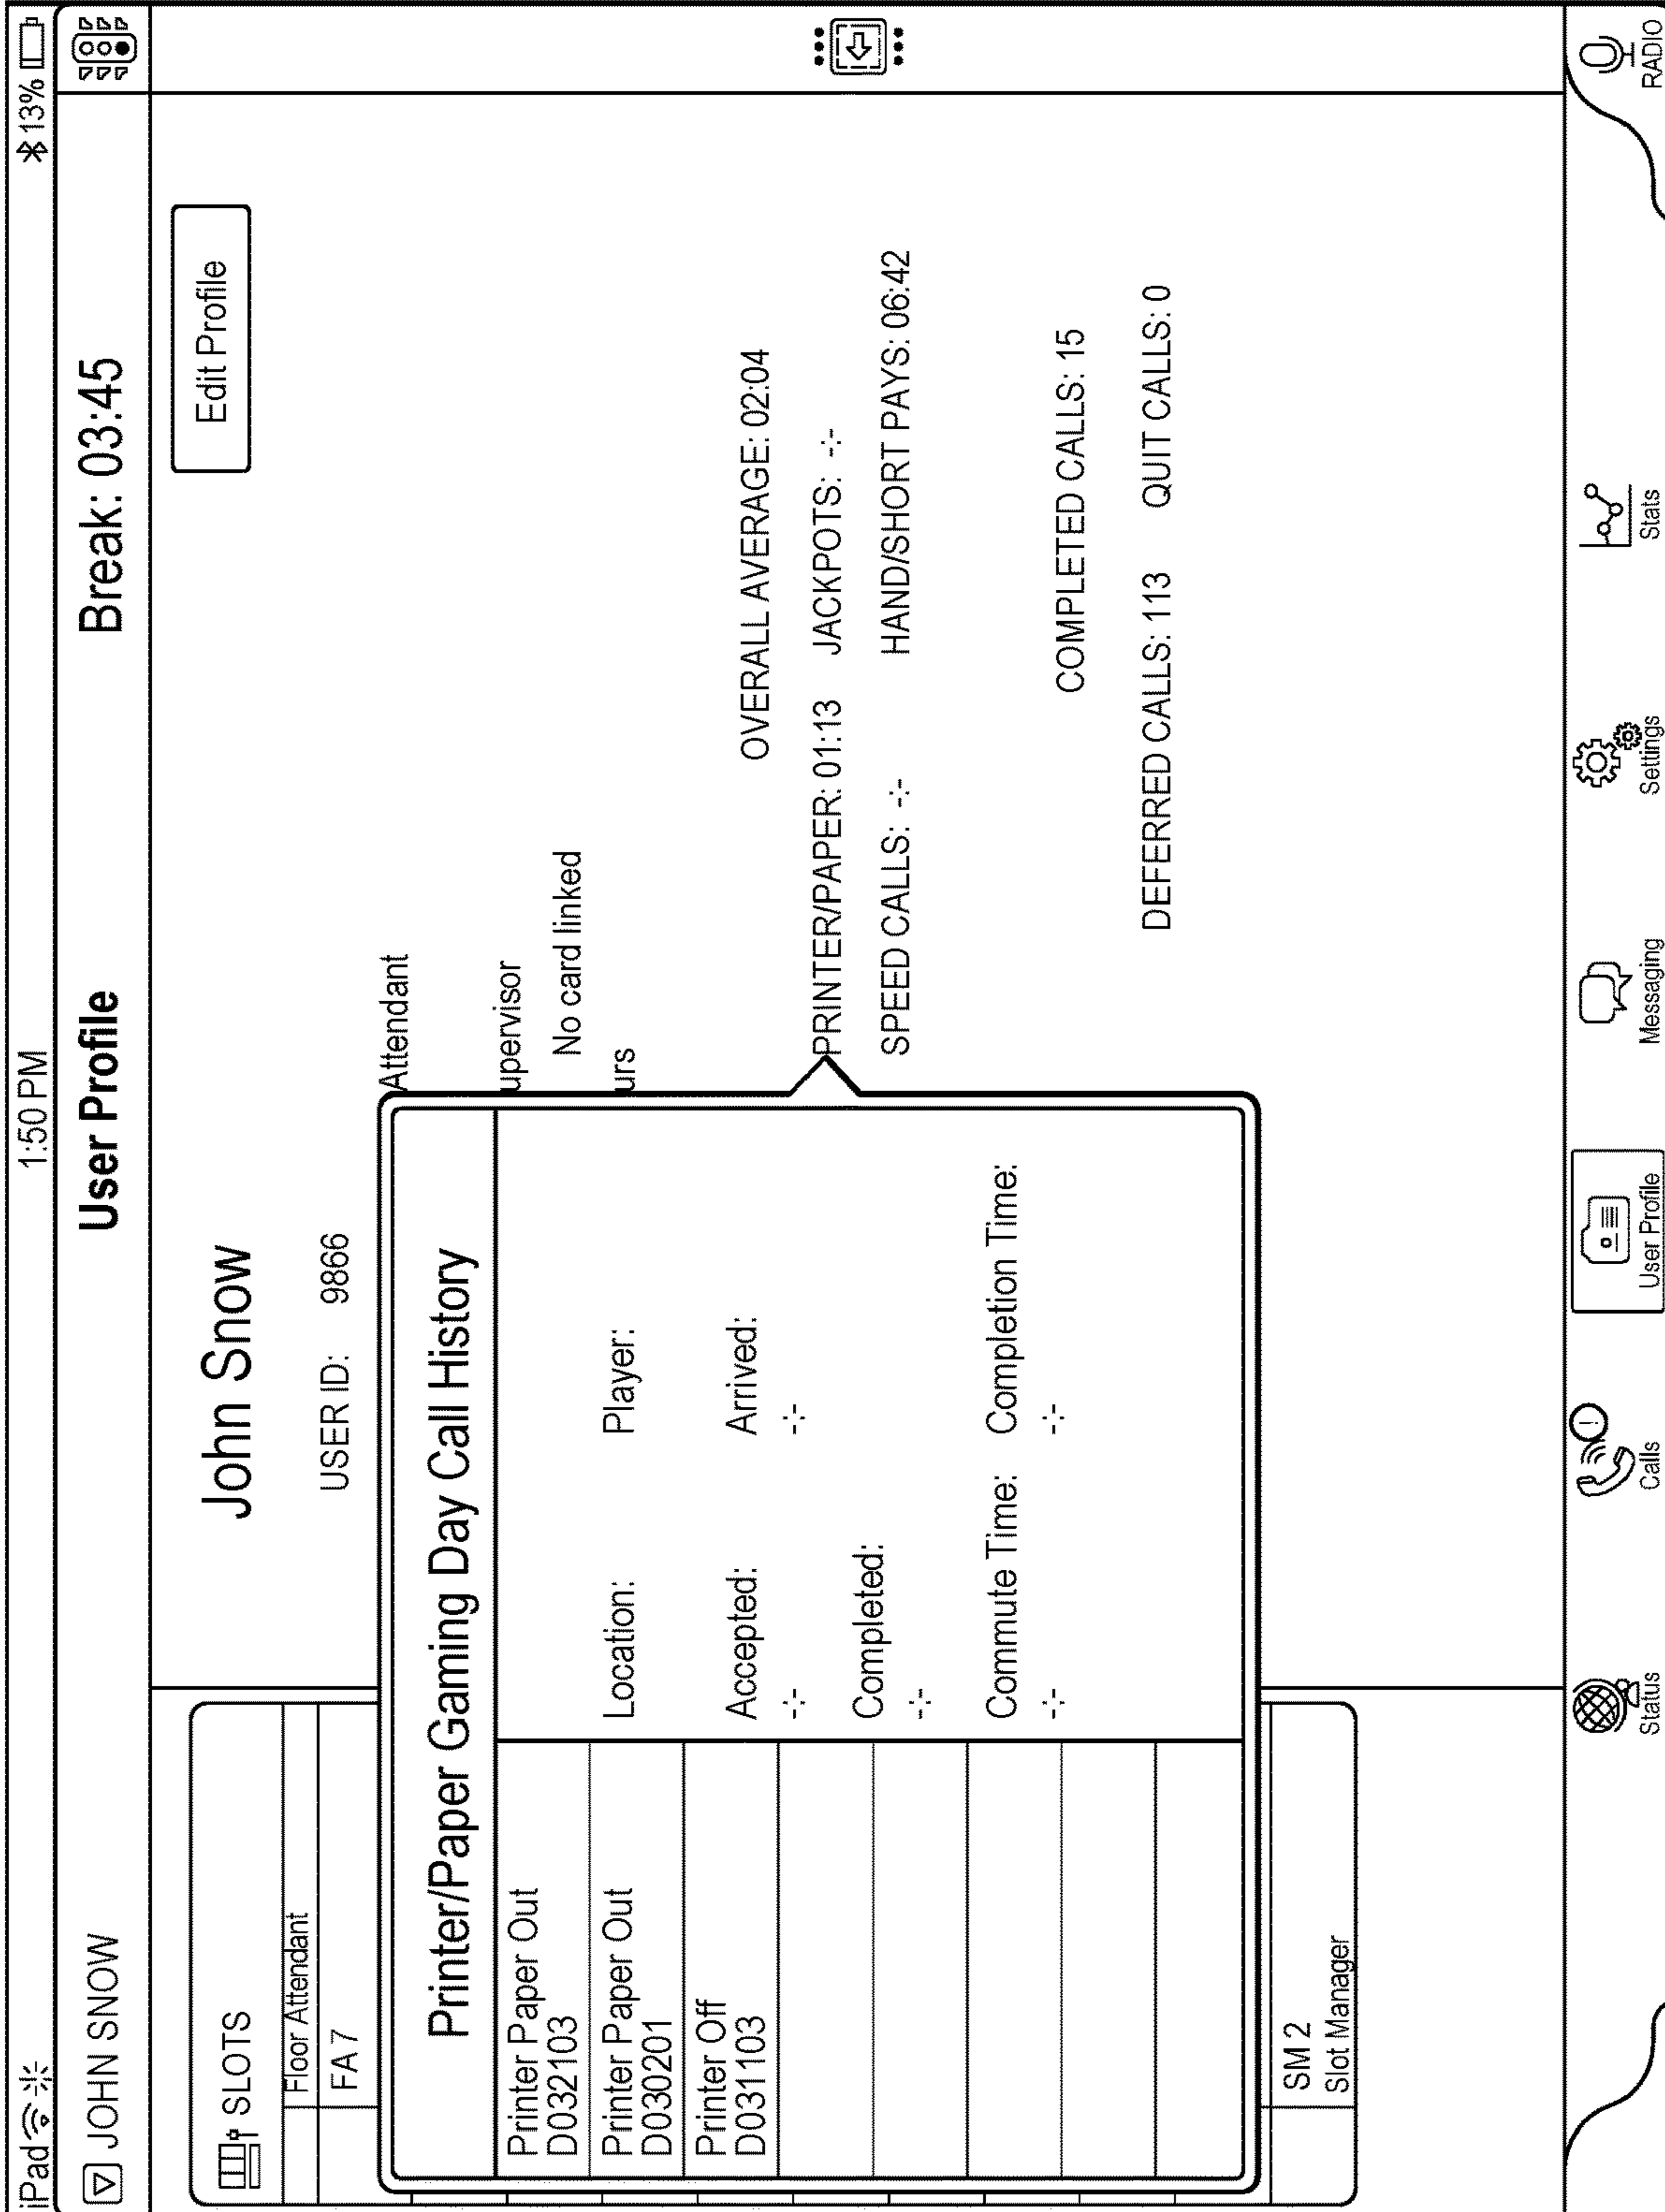 iPad 1:50 PM 13%
JOHN SNOW User Profile Break: 03:45
SLOTS
Floor Attendant
FA 7
John Snow
Edit Profile
USER ID: 9866
Attendant
upervisor
No card linked
urs
Printer/Paper Gaming Day Call History
Printer Paper Out
D032103
Printer Paper Out
D030201
Printer Off
D031103
Location: Player:
Accepted: Arrived:
-:- -:-
Completed:
-:-
Commute Time: Completion Time:
-:- -:-
OVERALL AVERAGE: 02:04
PRINTER/PAPER: 01:13 JACKPOTS: -:-
SPEED CALLS: -:- HAND/SHORT PAYS: 06:42
COMPLETED CALLS: 15
DEFERRED CALLS: 113 QUIT CALLS: 0
SM 2
Slot Manager
Status Calls User Profile Messaging Settings Stats RADIO